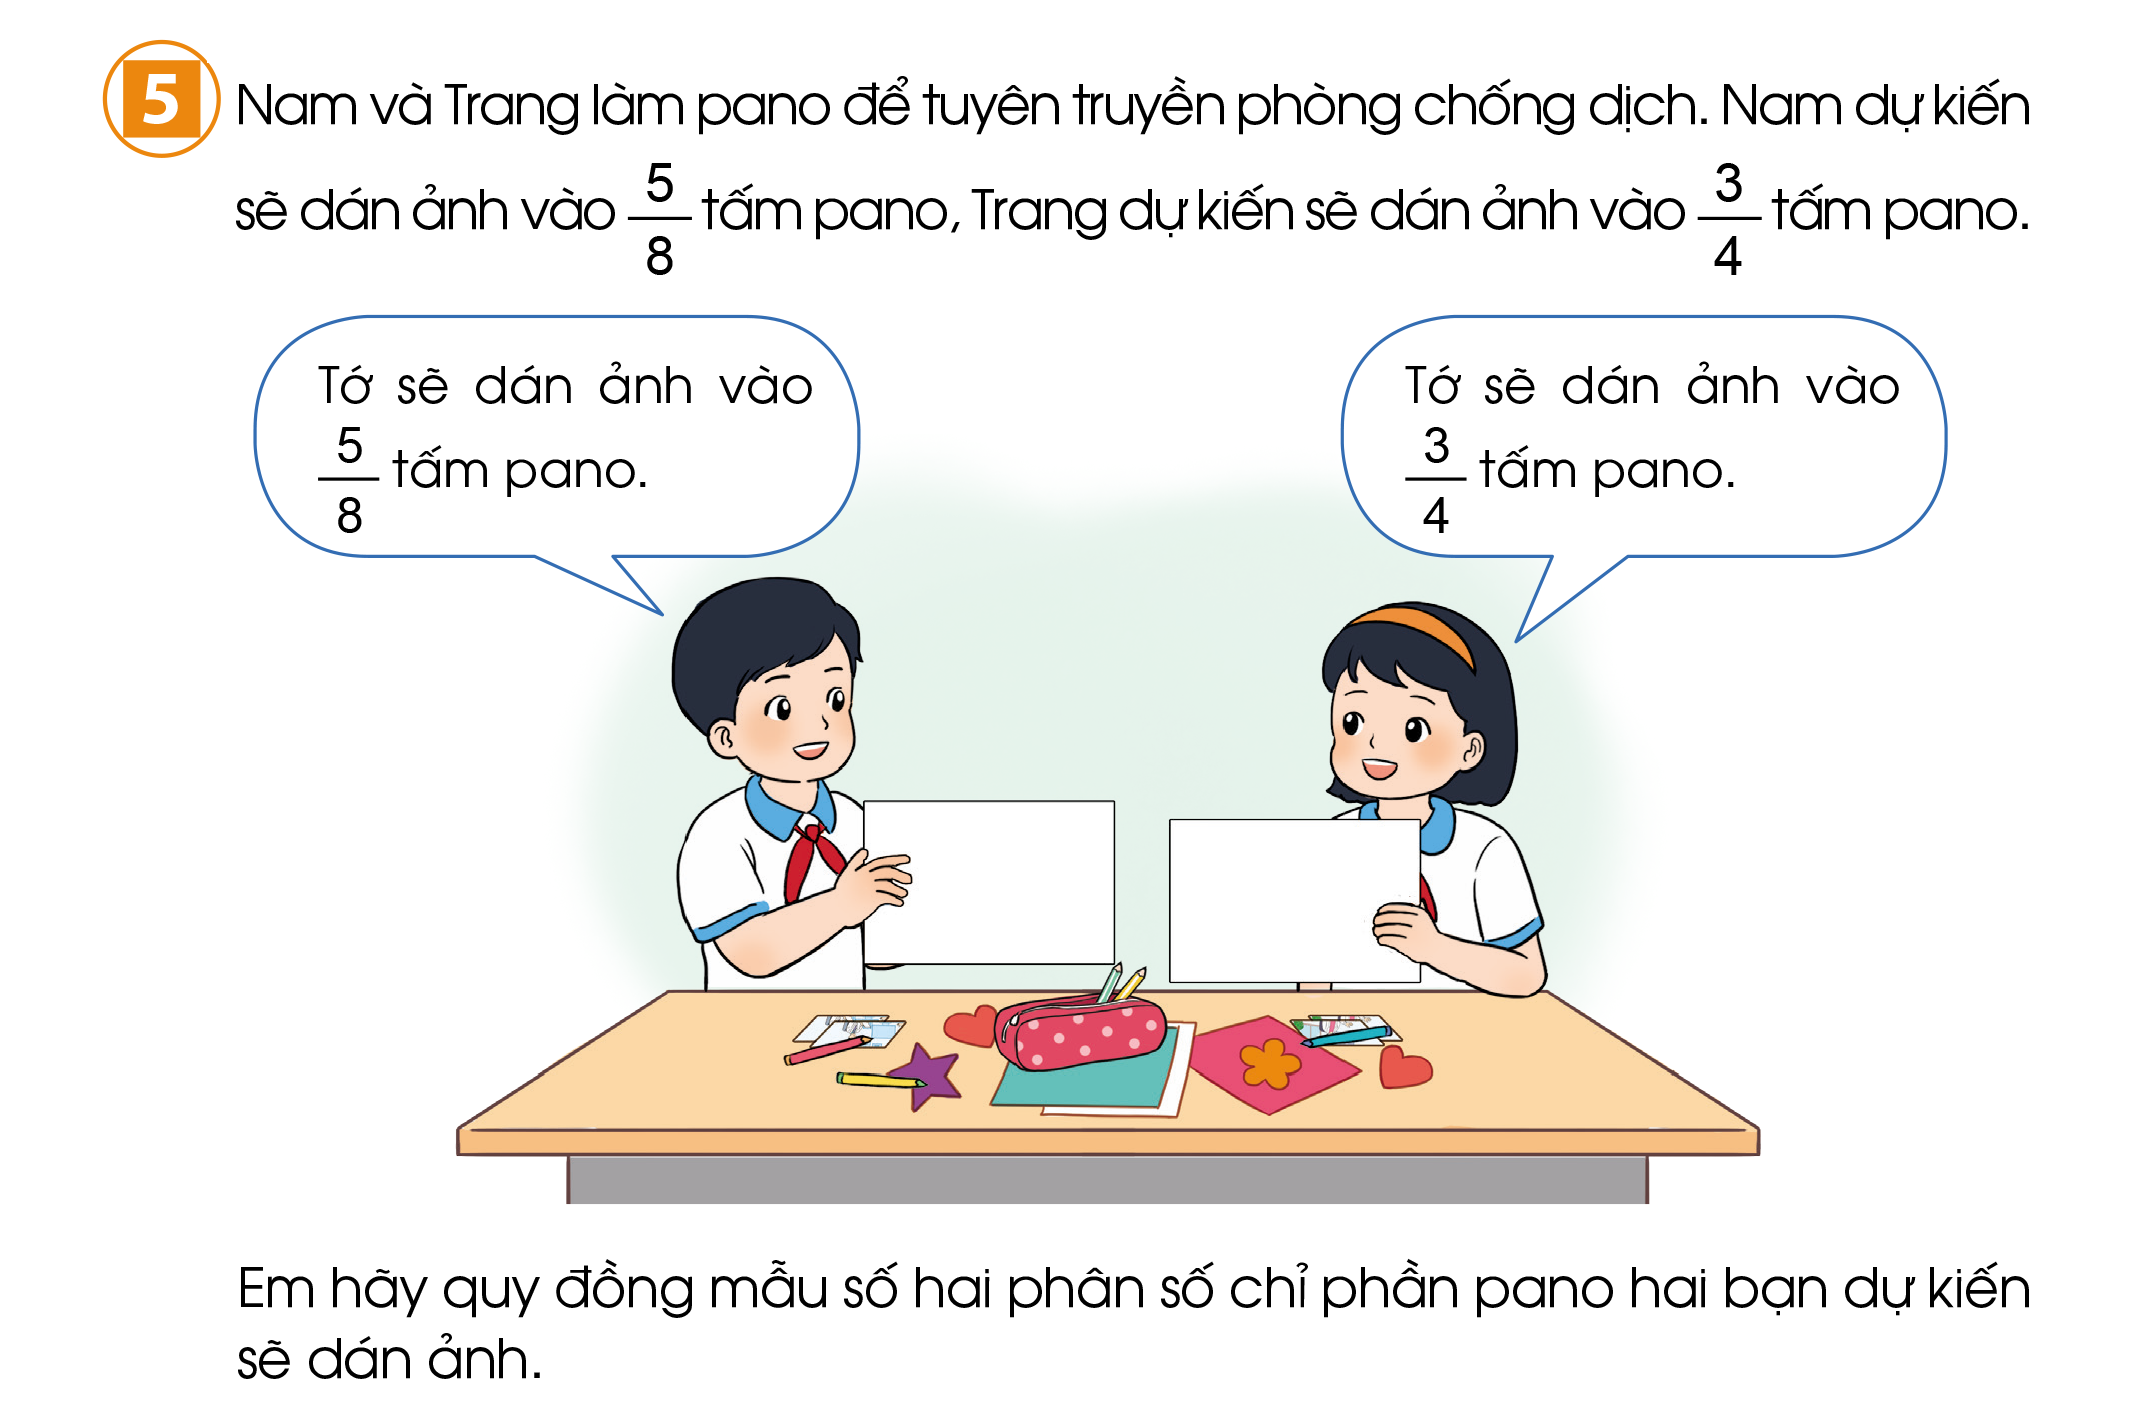 5 Nam và Trang làm pano để tuyên truyền phòng chống dịch. Nam dự kiến
sẽ dán ảnh vào 5/8 tấm pano, Trang dự kiến sẽ dán ảnh vào 3/4 tấm pano.
Tớ sẽ dán ảnh vào
5/8 tấm pano.
Tớ sẽ dán ảnh vào
3/4 tấm pano.
Em hãy quy đồng mẫu số hai phân số chỉ phần pano hai bạn dự kiến
sẽ dán ảnh.